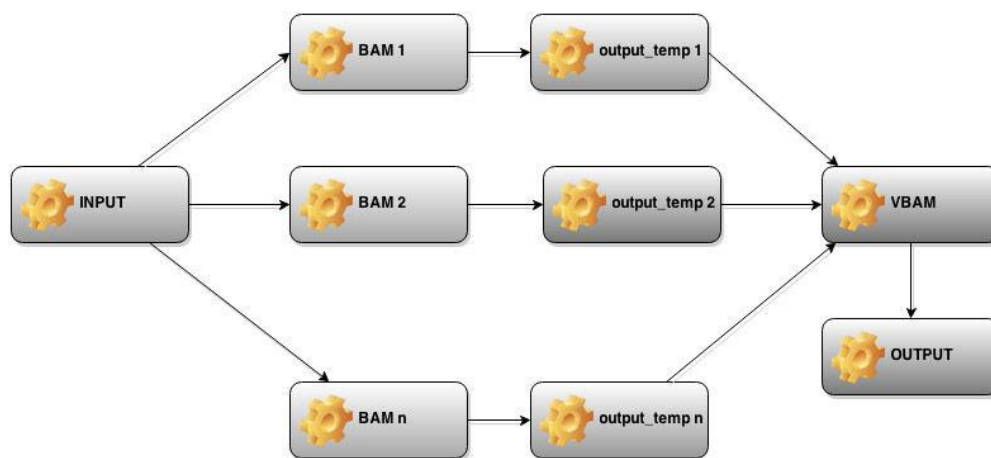 BAM 1
output_temp 1
INPUT
BAM 2
output_temp 2
VBAM
OUTPUT
BAM n
output_temp n